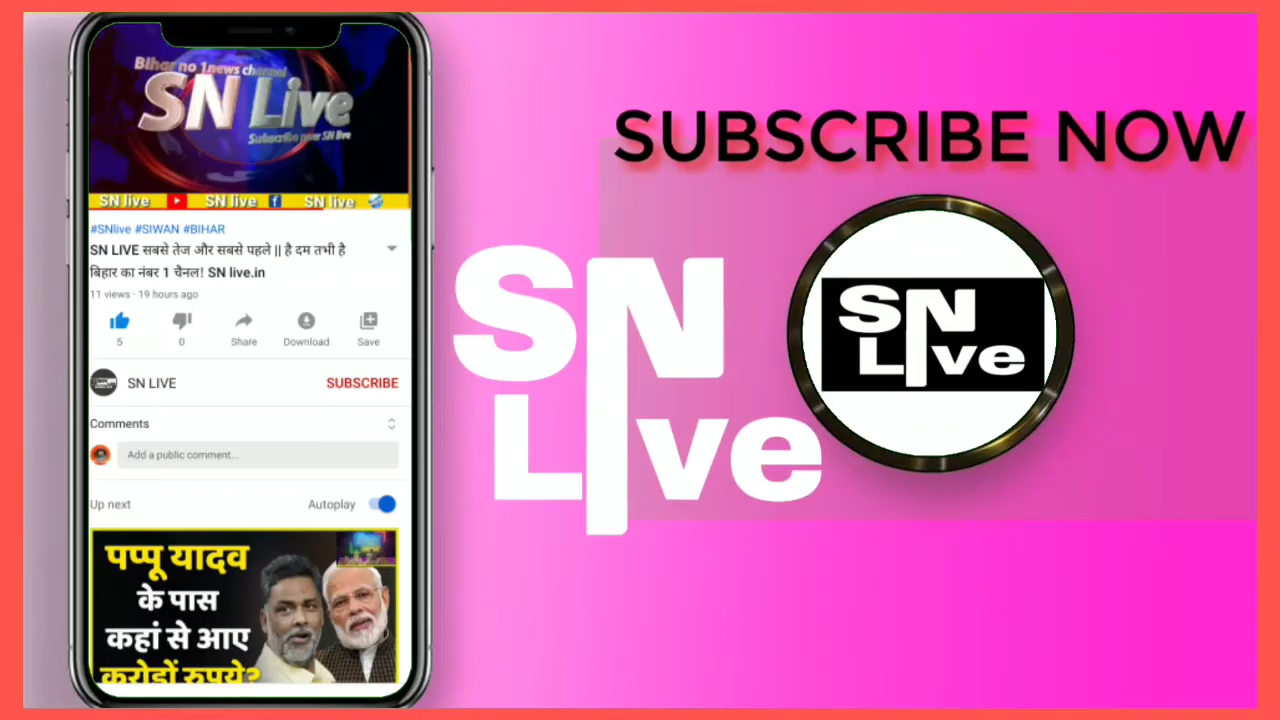 Bihar no 1news channel
SN Live
Subscribe now SN live
SN live SN live SN live
#SNlive #SIWAN #BIHAR
SN LIVE सबसे तेज और सबसे पहले || है दम तभी है
बिहार का नंबर 1 चैनल! SN live.in
11 views · 19 hours ago
5 0 Share Download Save
SN LIVE SUBSCRIBE
Comments
Add a public comment...
Up next Autoplay
पप्पू यादव
के पास
कहां से आए
करोड़ों रुपये?
SN
Live
SUBSCRIBE NOW
SN
Live